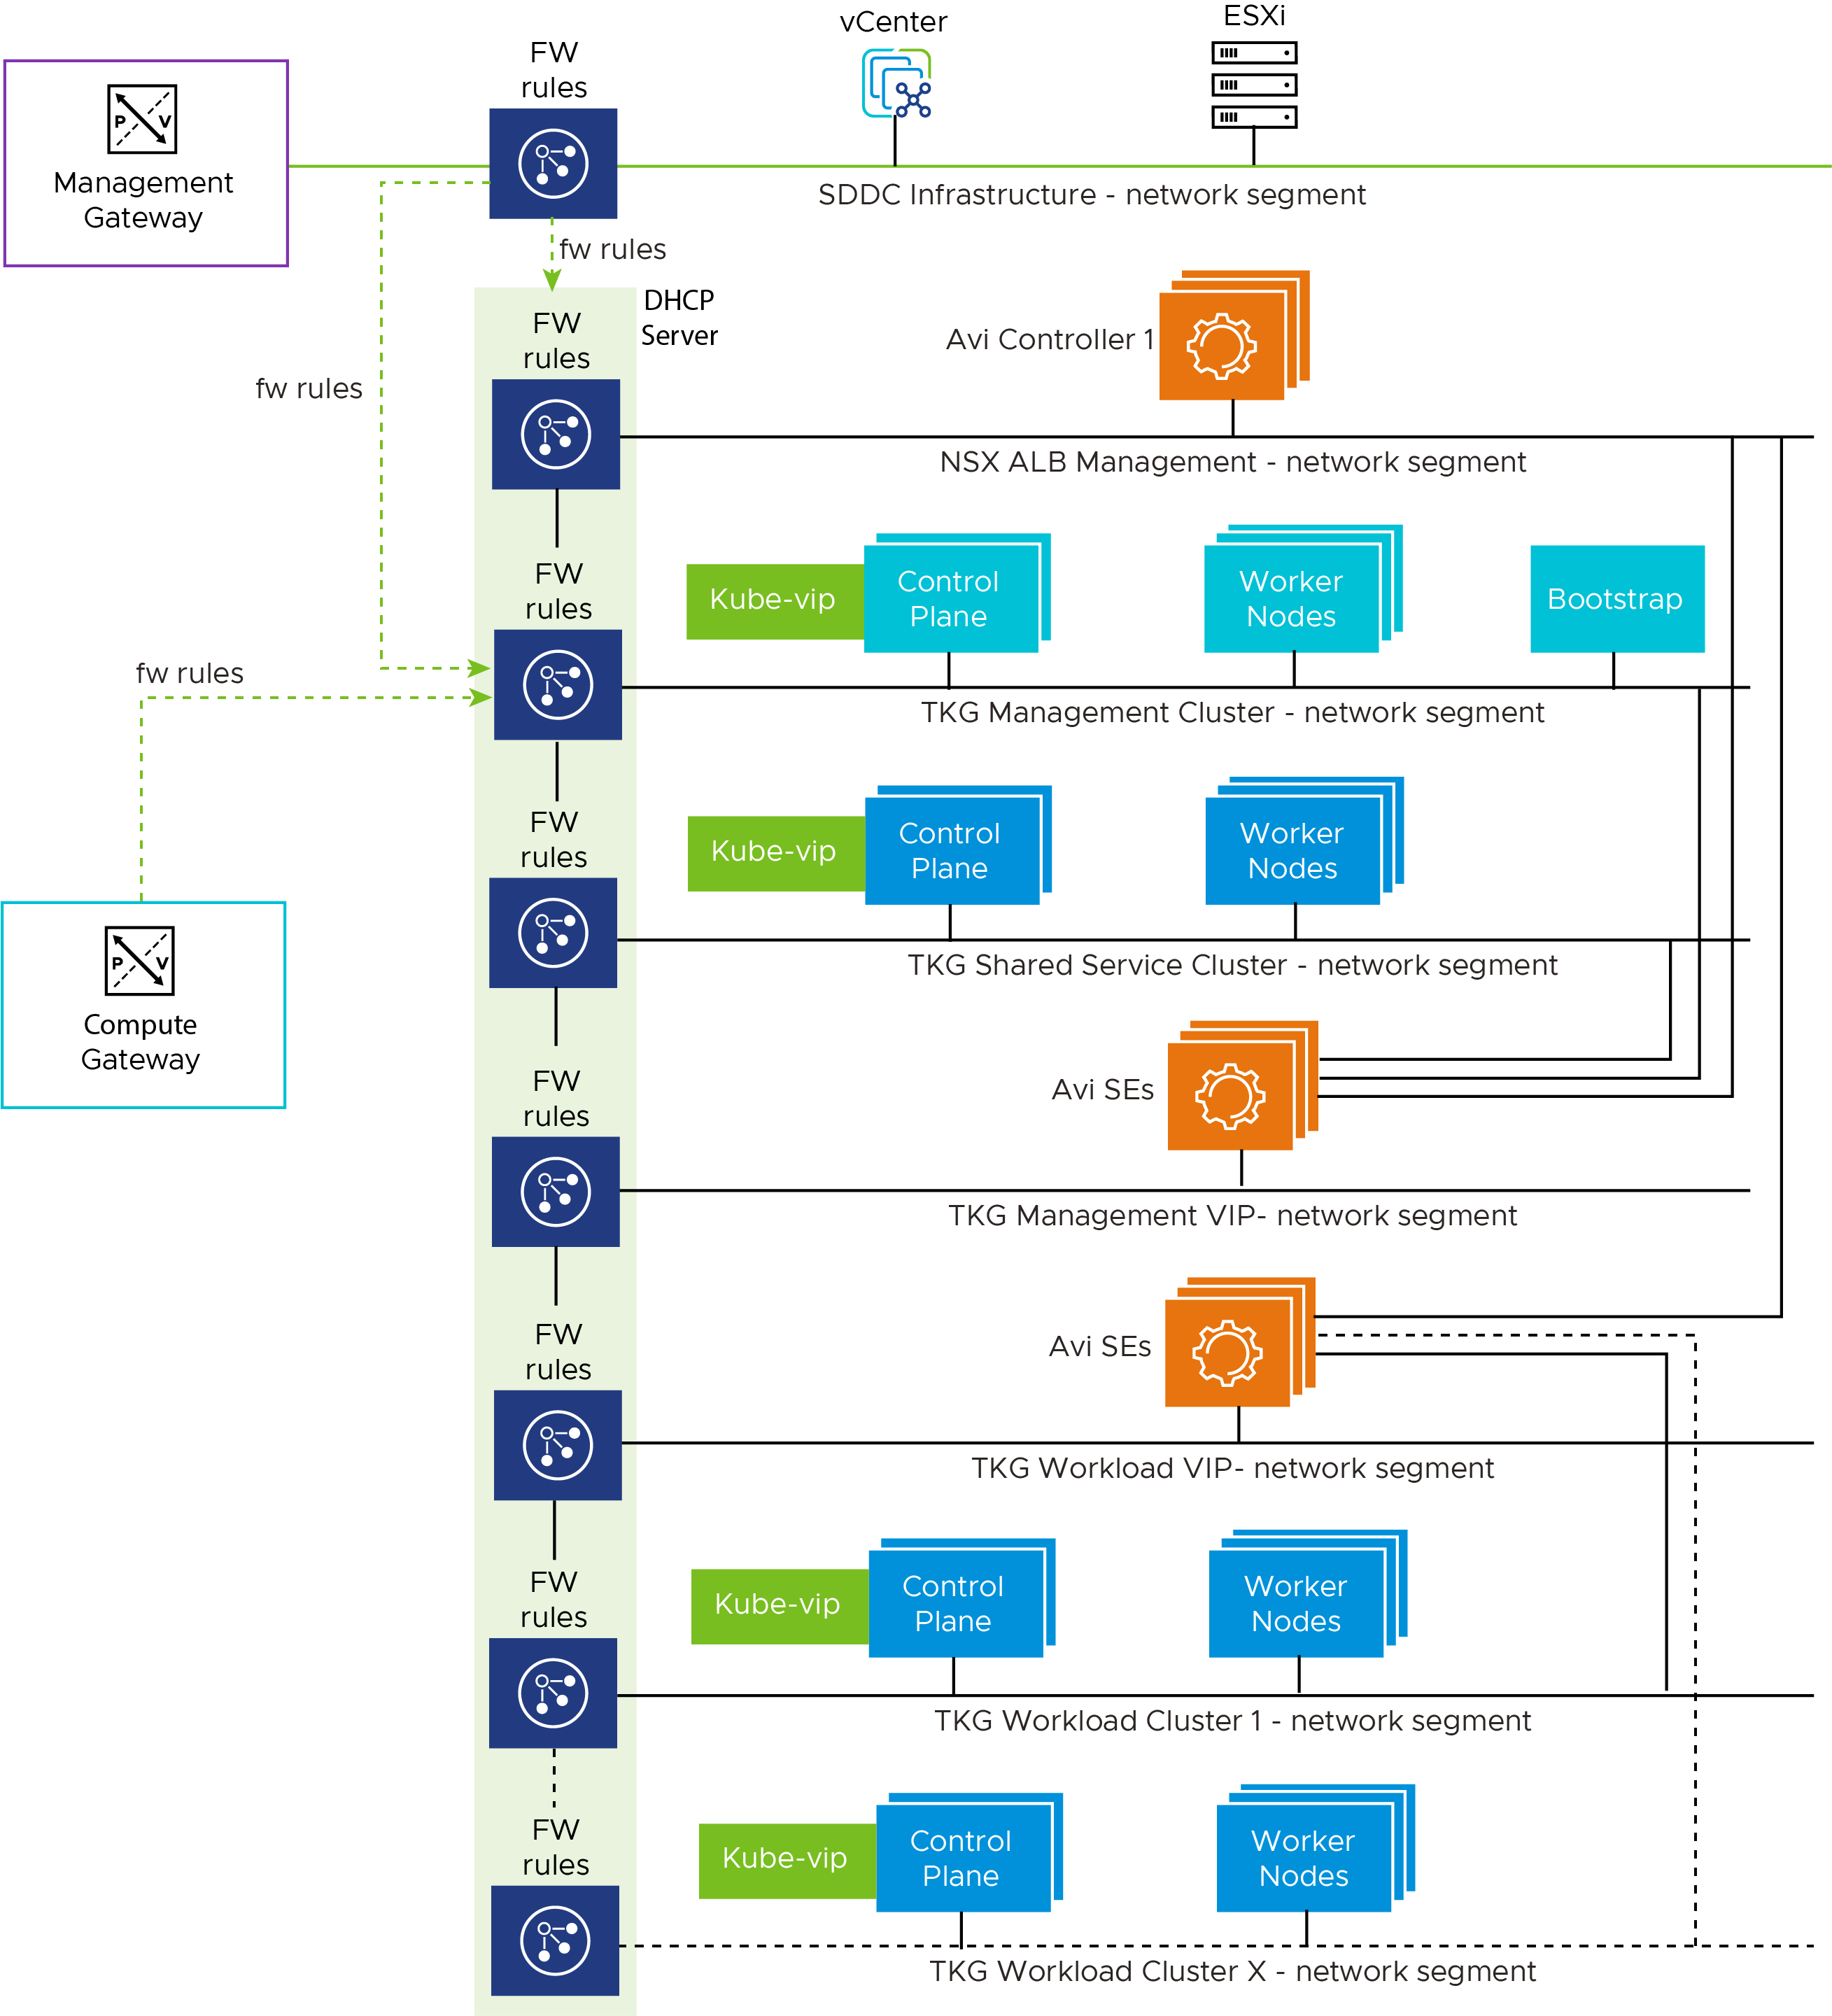 vCenter
ESXi
FW
rules
P V
Management
Gateway
SDDC Infrastructure - network segment
fw rules
DHCP
Server
FW
rules
Avi Controller 1
fw rules
NSX ALB Management - network segment
FW
rules
Kube-vip
Control
Plane
Worker
Nodes
Bootstrap
fw rules
TKG Management Cluster - network segment
FW
rules
Kube-vip
Control
Plane
Worker
Nodes
TKG Shared Service Cluster - network segment
P V
Compute
Gateway
FW
rules
Avi SEs
TKG Management VIP- network segment
FW
rules
Avi SEs
TKG Workload VIP- network segment
FW
rules
Kube-vip
Control
Plane
Worker
Nodes
TKG Workload Cluster 1 - network segment
FW
rules
Kube-vip
Control
Plane
Worker
Nodes
TKG Workload Cluster X - network segment